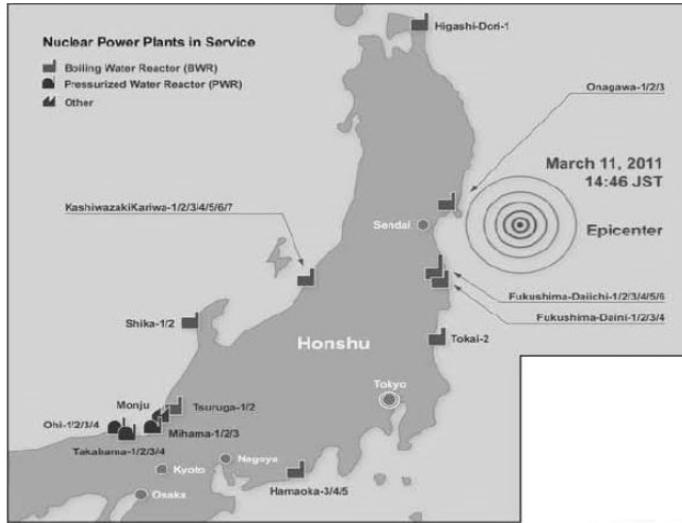 Nuclear Power Plants in Service
Boiling Water Reactor (BWR)
Pressurized Water Reactor (PWR)
Other
Higashi-Dori-1
Onagawa-1/2/3
March 11, 2011
14:46 JST
Epicenter
KashiwazakiKariwa-1/2/3/4/5/6/7
Sendai
Fukushima-Daiichi-1/2/3/4/5/6
Fukushima-Daini-1/2/3/4
Shika-1/2
Honshu
Tokai-2
Tokyo
Monju
Tsuruga-1/2
Ohi-1/2/3/4
Mihama-1/2/3
Takahama-1/2/3/4
Nagoya
Kyoto
Hamaoka-3/4/5
Osaka